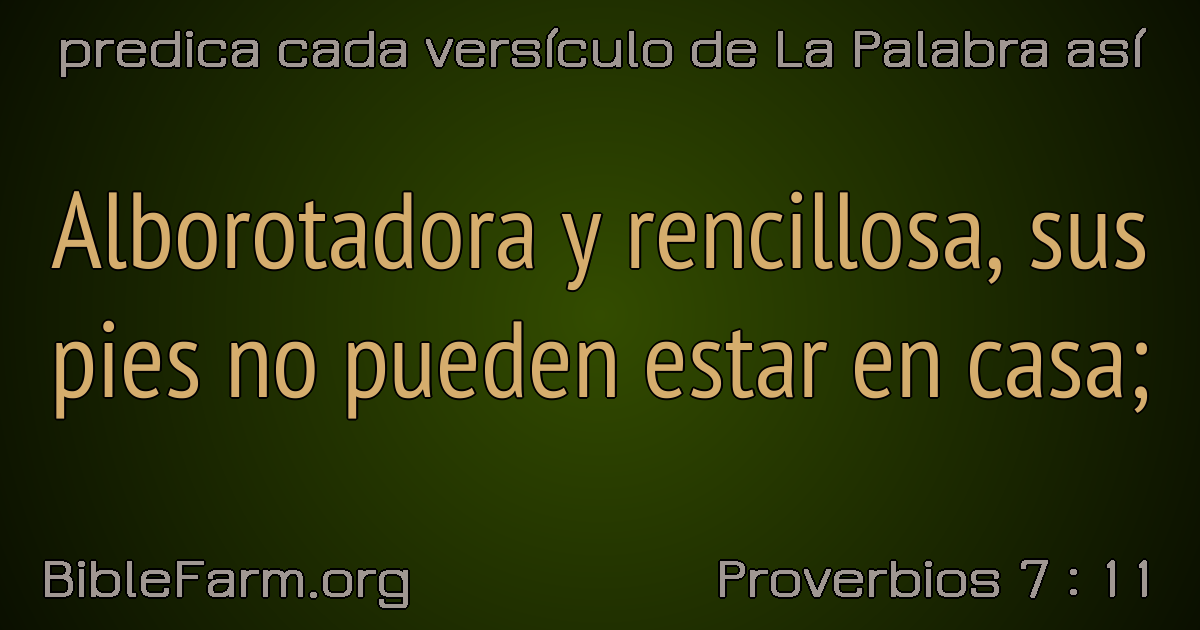 predica cada versículo de La Palabra así
Alborotadora y rencillosa, sus
pies no pueden estar en casa;
BibleFarm.org
Proverbios 7 : 11